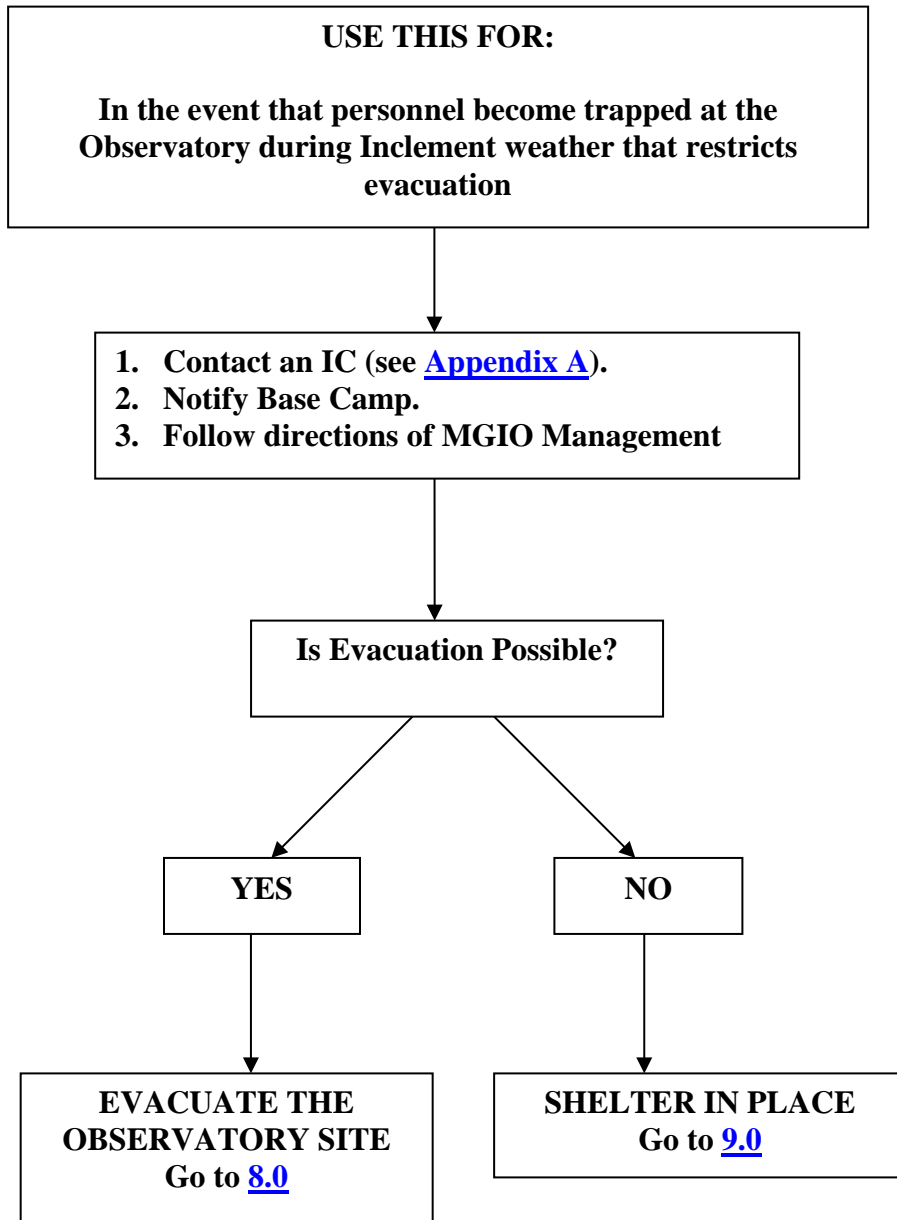 USE THIS FOR:
In the event that personnel become trapped at the
Observatory during Inclement weather that restricts
evacuation
1. Contact an IC (see Appendix A).
2. Notify Base Camp.
3. Follow directions of MGIO Management
Is Evacuation Possible?
YES
NO
EVACUATE THE
OBSERVATORY SITE
Go to 8.0
SHELTER IN PLACE
Go to 9.0